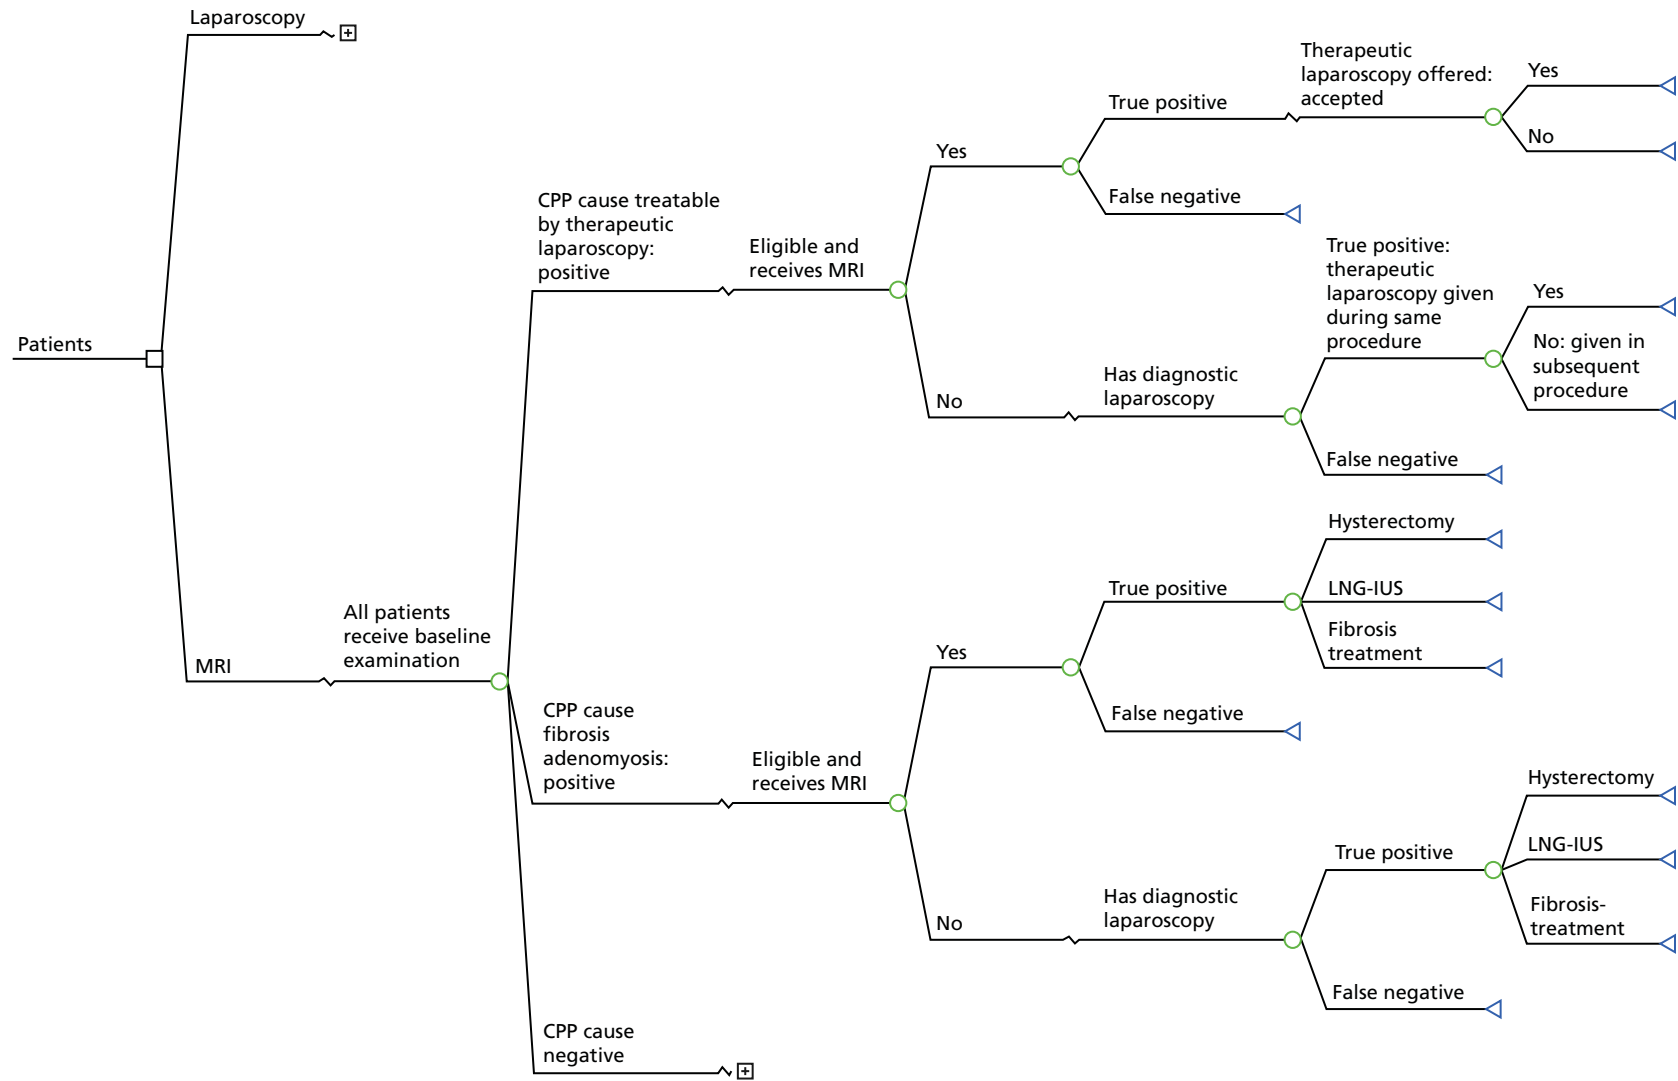 Laparoscopy
Patients
MRI
All patients
receive baseline
examination
CPP cause treatable
by therapeutic
laparoscopy:
positive
Eligible and
receives MRI
Yes
True positive
Therapeutic
laparoscopy offered:
accepted
Yes
No
False negative
No
Has diagnostic
laparoscopy
True positive:
therapeutic
laparoscopy given
during same
procedure
Yes
No: given in
subsequent
procedure
False negative
CPP cause
fibrosis
adenomyosis:
positive
Eligible and
receives MRI
Yes
True positive
Hysterectomy
LNG-IUS
Fibrosis
treatment
False negative
No
Has diagnostic
laparoscopy
True positive
Hysterectomy
LNG-IUS
Fibrosis-
treatment
False negative
CPP cause
negative